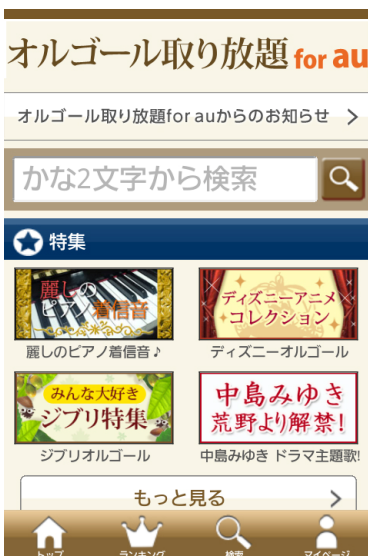 オルゴール取り放題 for au
オルゴール取り放題for auからのお知らせ
かな2文字から検索
特集
麗しの
ピアノ着信音
ディズニーアニメ
コレクション
麗しのピアノ着信音♪
ディズニーオルゴール
みんな大好き
ジブリ特集
中島みゆき
荒野より解禁!
ジブリオルゴール
中島みゆき ドラマ主題歌!
もっと見る
トップ
ランキング
検索
マイページ